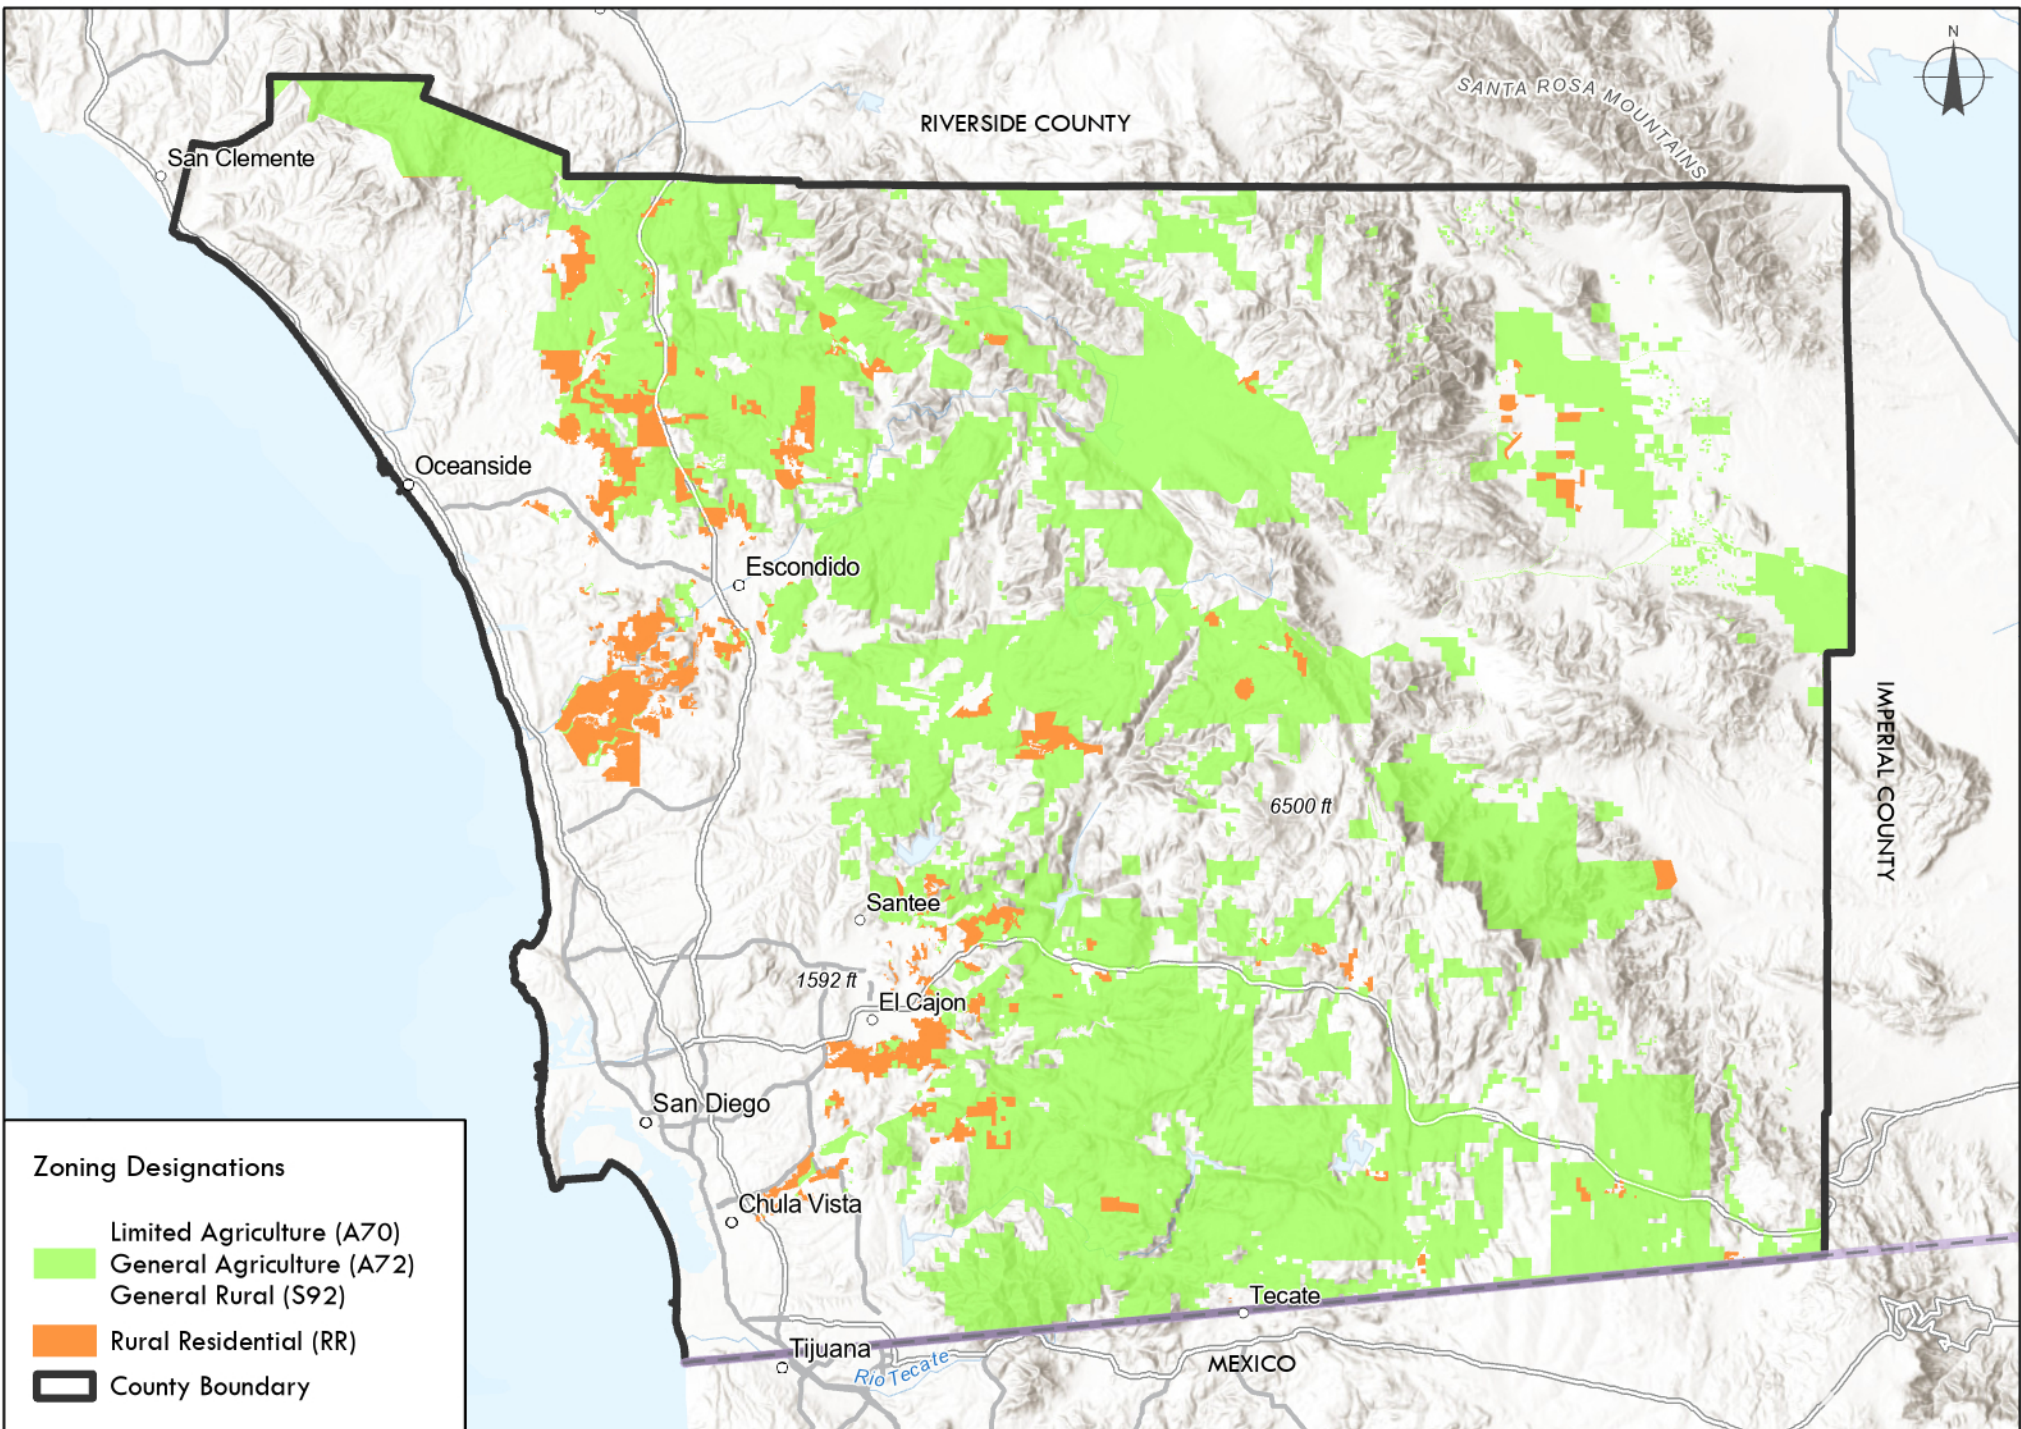 N
SANTA ROSA MOUNTAINS
RIVERSIDE COUNTY
San Clemente
Oceanside
Escondido
IMPERIAL COUNTY
6500 ft
Santee
1592 ft
El Cajon
San Diego
Chula Vista
Tecate
Tijuana
Rio Tecate
MEXICO
Zoning Designations
Limited Agriculture (A70)
General Agriculture (A72)
General Rural (S92)
Rural Residential (RR)
County Boundary